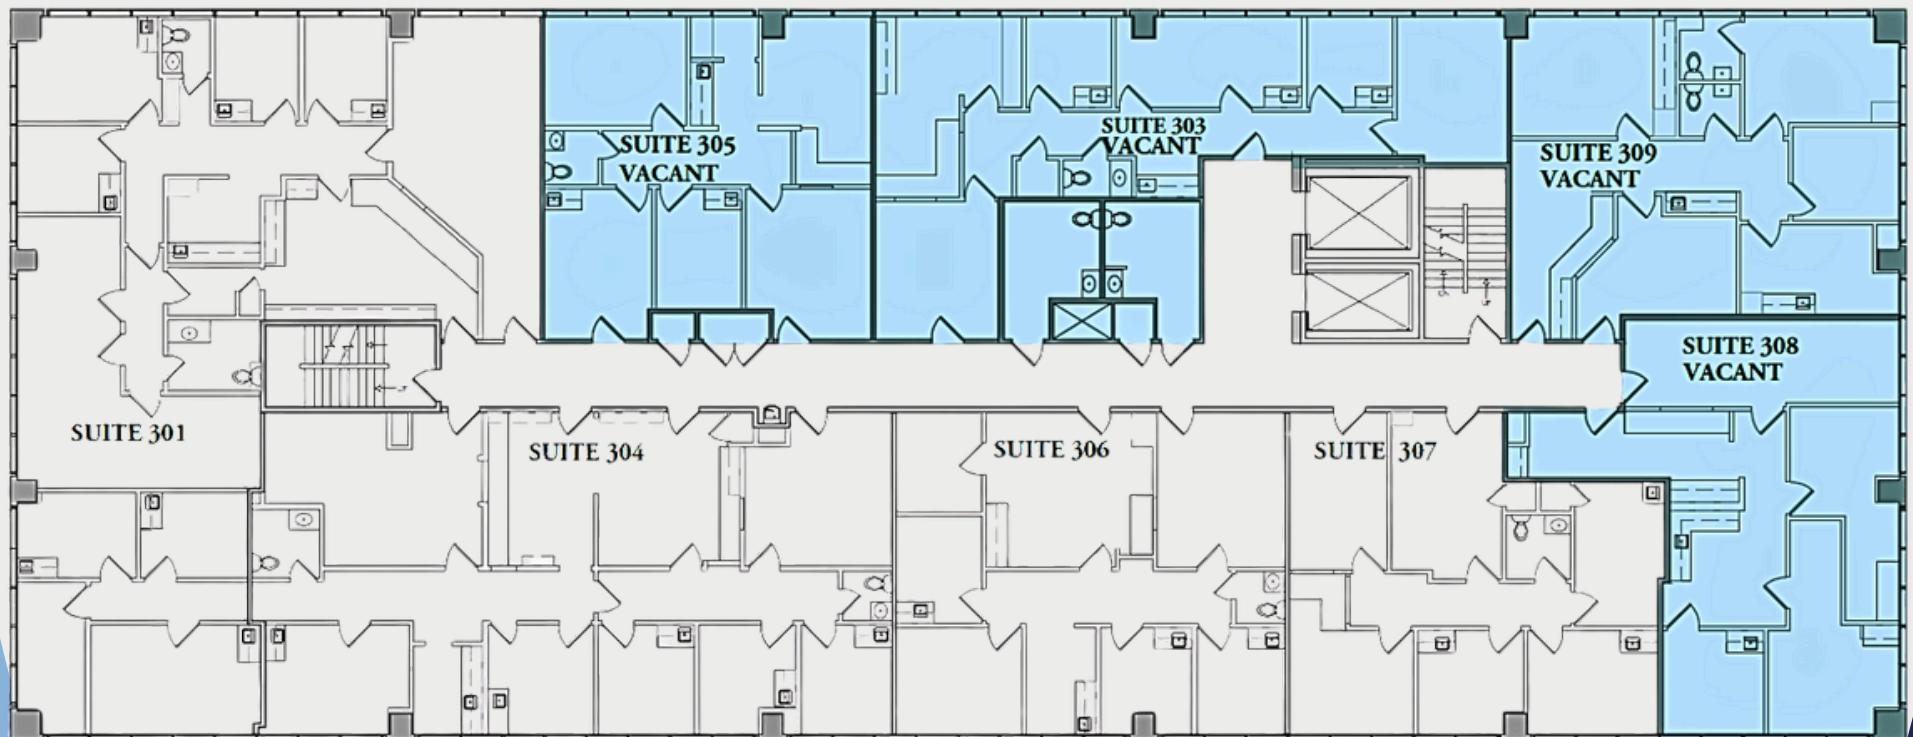 SUITE 305
VACANT
SUITE 303
VACANT
SUITE 309
VACANT
SUITE 308
VACANT
SUITE 301
SUITE 304
SUITE 306
SUITE 307